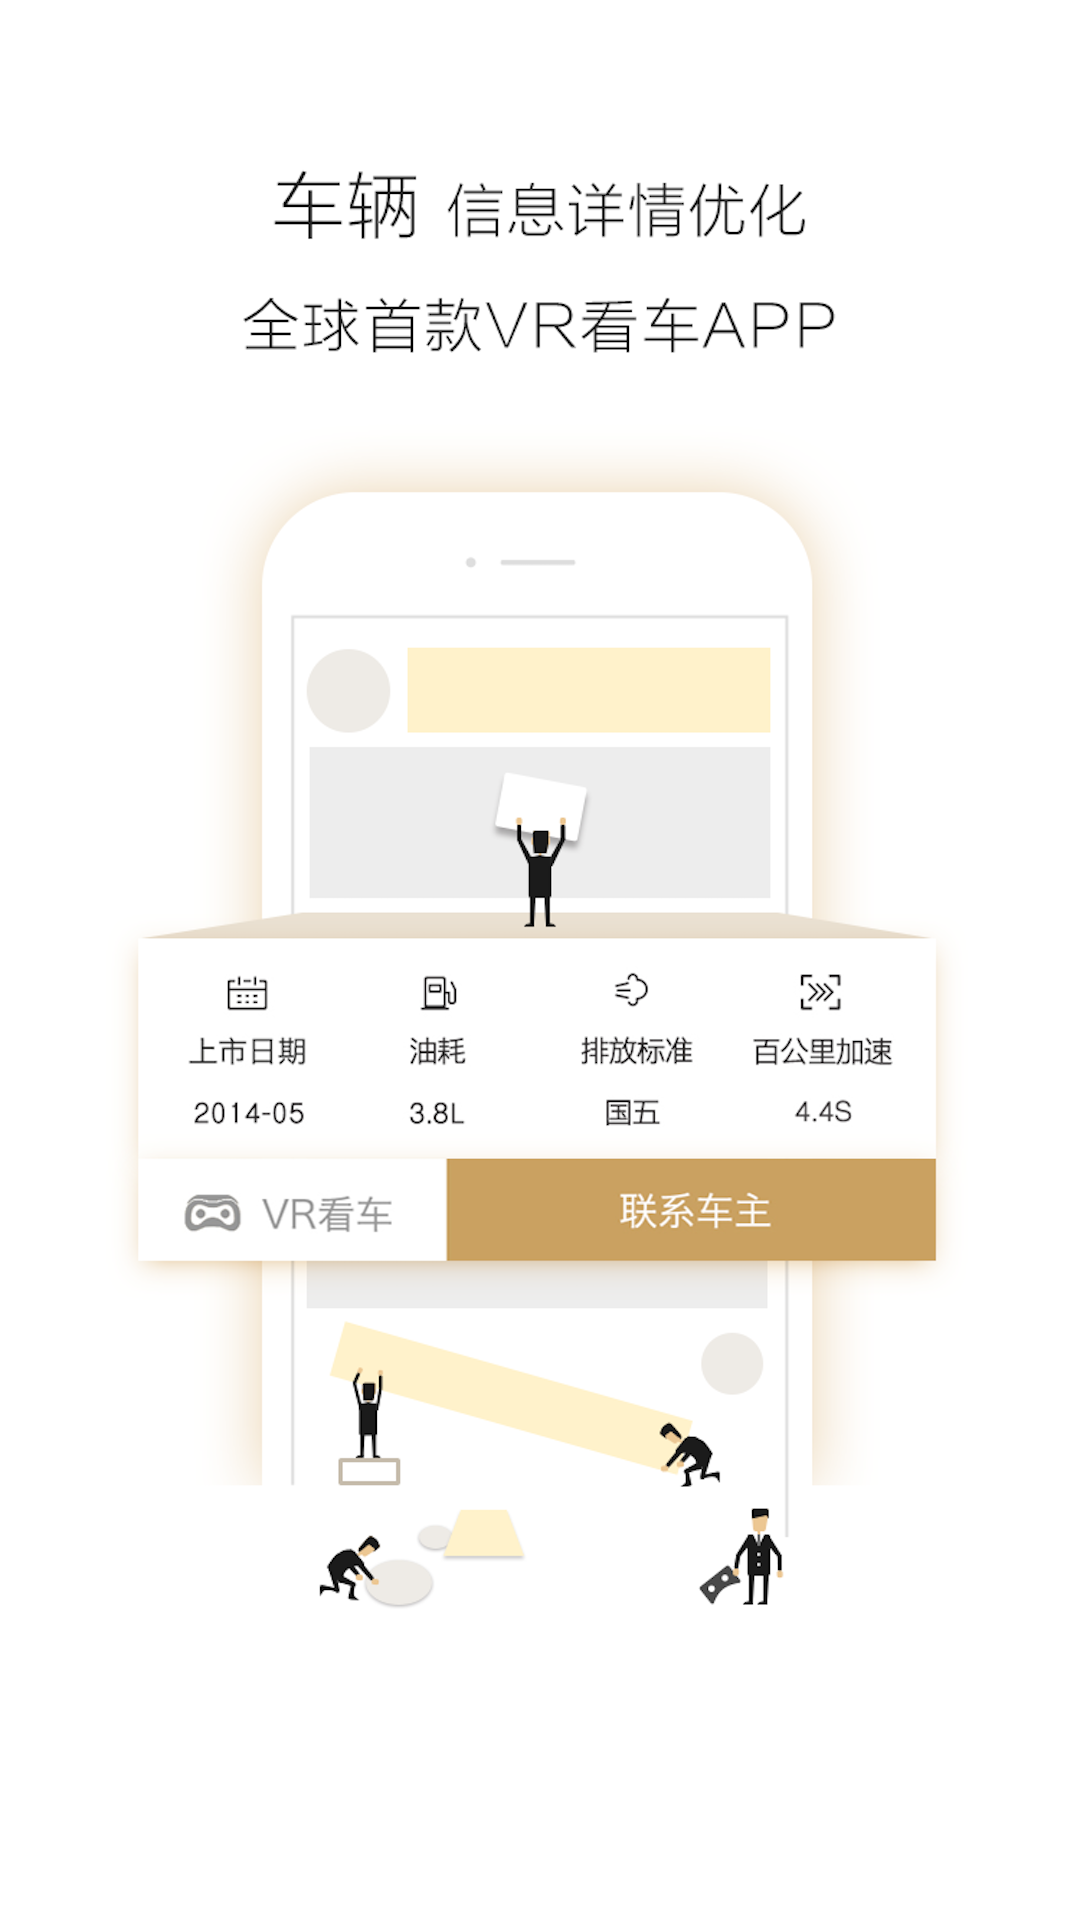 车辆 信息详情优化
全球首款VR看车APP
上市日期 油耗 排放标准 百公里加速
2014-05 3.8L 国五 4.4S
VR看车 联系车主